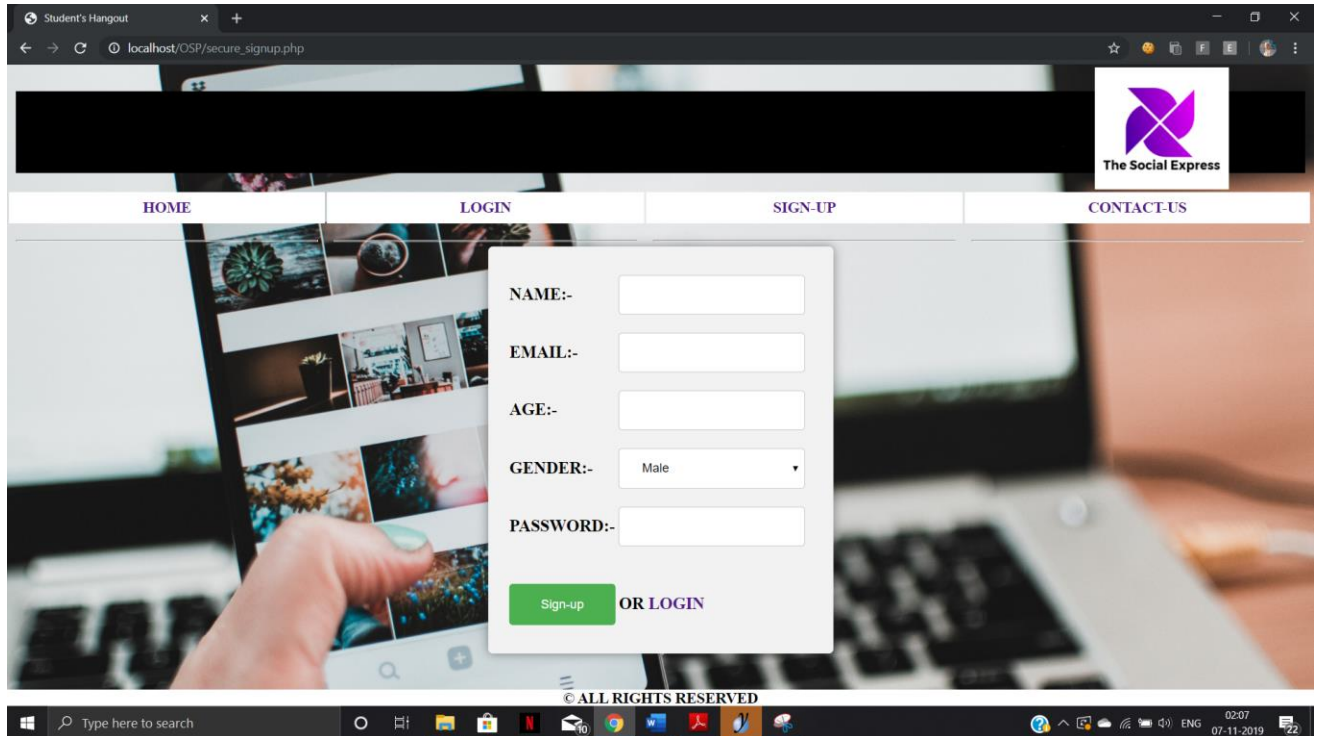 Student's Hangout
localhost/OSP/secure_signup.php
F E
The Social Express
HOME LOGIN SIGN-UP CONTACT-US
NAME:-
EMAIL:-
AGE:-
GENDER:- Male
PASSWORD:-
Sign-up OR LOGIN
© ALL RIGHTS RESERVED
Type here to search
N
10
W
ENG
02:07
07-11-2019
22